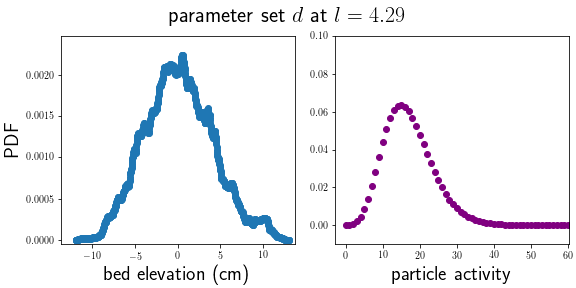 parameter set d at l = 4.29
PDF
0.0020
0.0015
0.0010
0.0005
0.0000
−10 −5 0 5 10
bed elevation (cm)
0.10
0.08
0.06
0.04
0.02
0.00
0 10 20 30 40 50 60
particle activity